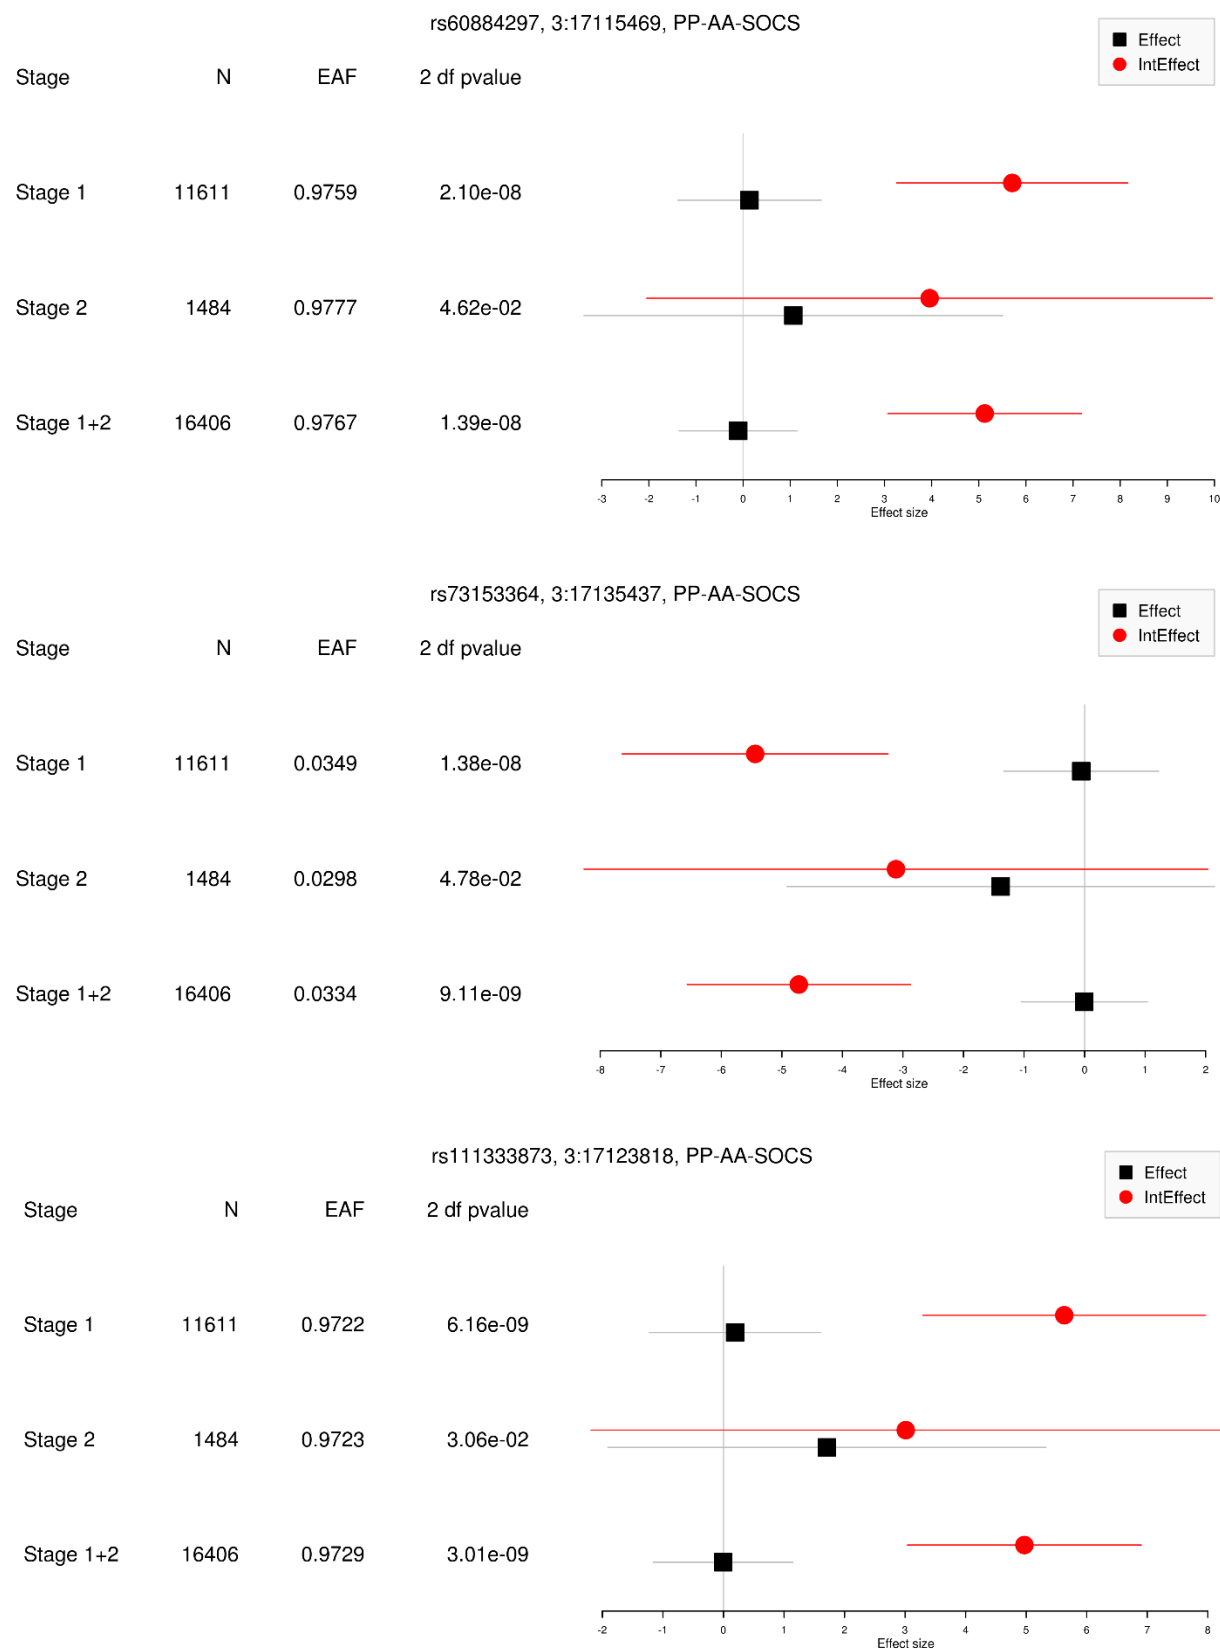 rs60884297, 3:17115469, PP-AA-SOCS
Effect
IntEffect
Stage N EAF 2 df pvalue
Stage 1 11611 0.9759 2.10e-08
Stage 2 1484 0.9777 4.62e-02
Stage 1+2 16406 0.9767 1.39e-08
-3 -2 -1 0 1 2 3 4 5 6 7 8 9 10
Effect size
rs73153364, 3:17135437, PP-AA-SOCS
Effect
IntEffect
Stage N EAF 2 df pvalue
Stage 1 11611 0.0349 1.38e-08
Stage 2 1484 0.0298 4.78e-02
Stage 1+2 16406 0.0334 9.11e-09
-8 -7 -6 -5 -4 -3 -2 -1 0 1 2
Effect size
rs111333873, 3:17123818, PP-AA-SOCS
Effect
IntEffect
Stage N EAF 2 df pvalue
Stage 1 11611 0.9722 6.16e-09
Stage 2 1484 0.9723 3.06e-02
Stage 1+2 16406 0.9729 3.01e-09
-2 -1 0 1 2 3 4 5 6 7 8
Effect size